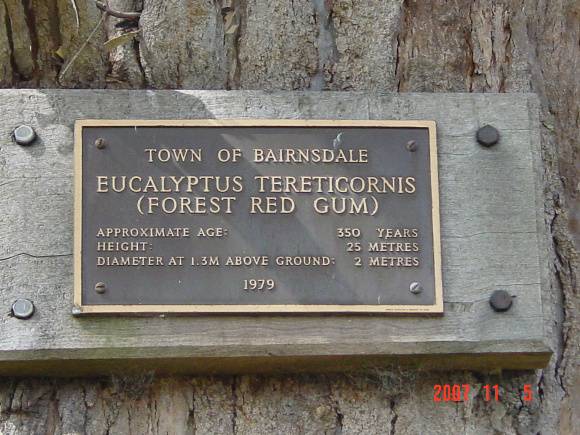 TOWN OF BAIRNSDALE
EUCALYPTUS TERETICORNIS
(FOREST RED GUM)
APPROXIMATE AGE: 350 YEARS
HEIGHT: 25 METRES
DIAMETER AT 1.3M ABOVE GROUND: 2 METRES
1979
2007 11 5